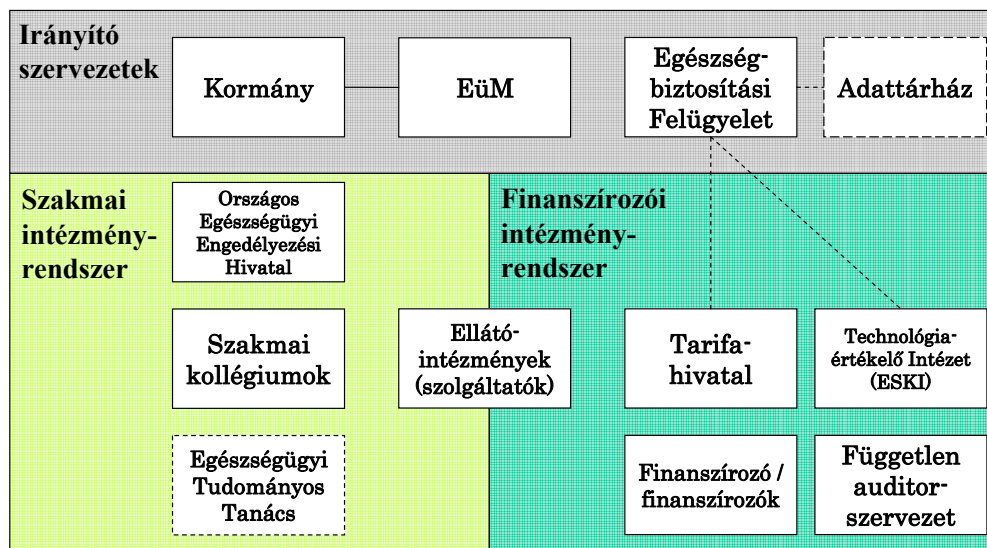 Irányító
szervezetek
Kormány
EüM
Egészség-
biztosítási
Felügyelet
Adattárház
Szakmai
intézmény-
rendszer
Országos
Egészségügyi
Engedélyezési
Hivatal
Finanszírozói
intézmény-
rendszer
Szakmai
kollégiumok
Ellátó-
intézmények
(szolgáltatók)
Tarifa-
hivatal
Technológia-
értékelő Intézet
(ESKI)
Egészségügyi
Tudományos
Tanács
Finanszírozó /
finanszírozók
Független
auditor-
szervezet